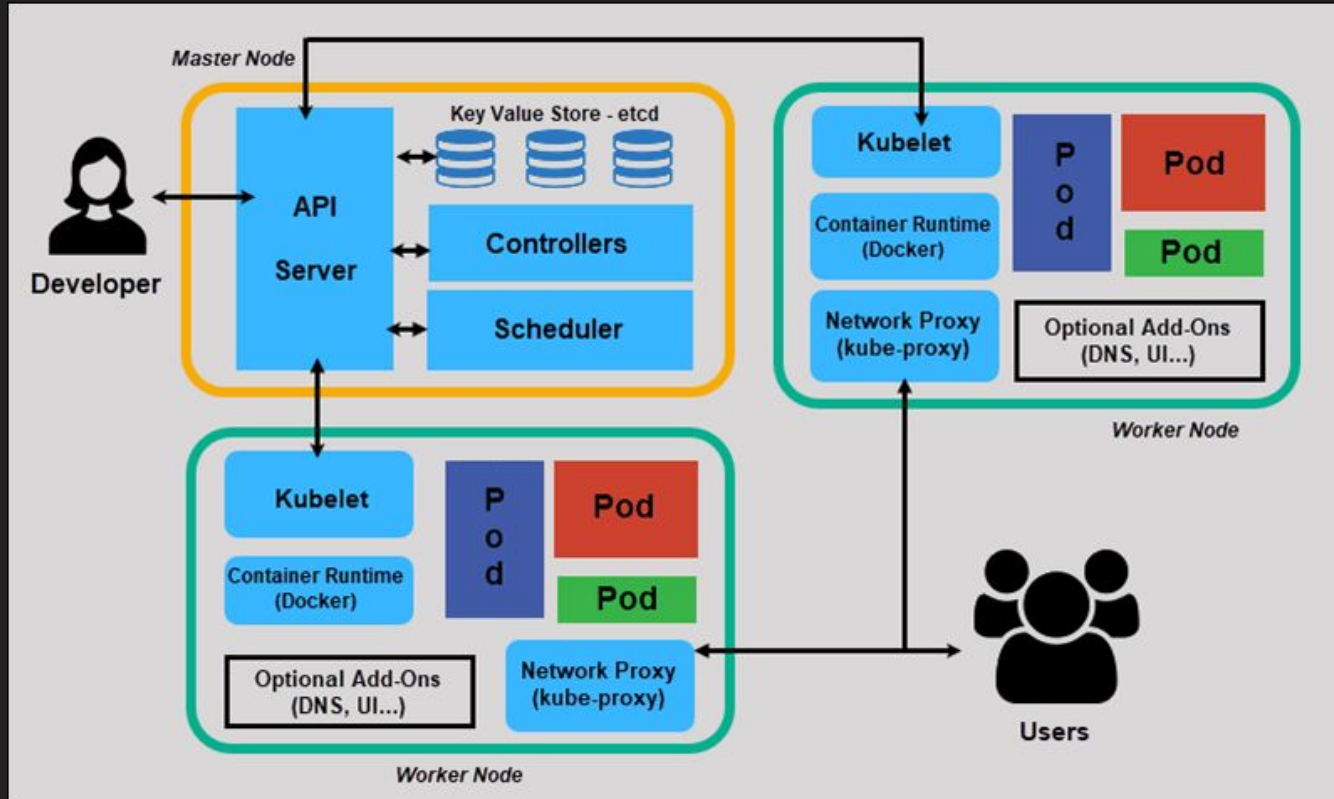 Master Node
Key Value Store - etcd
API
Server
Controllers
Scheduler
Developer
Kubelet
Container Runtime
(Docker)
Network Proxy
(kube-proxy)
P
o
d
Pod
Pod
Optional Add-Ons
(DNS, UI...)
Worker Node
Kubelet
Container Runtime
(Docker)
P
o
d
Pod
Pod
Optional Add-Ons
(DNS, UI...)
Network Proxy
(kube-proxy)
Worker Node
Users